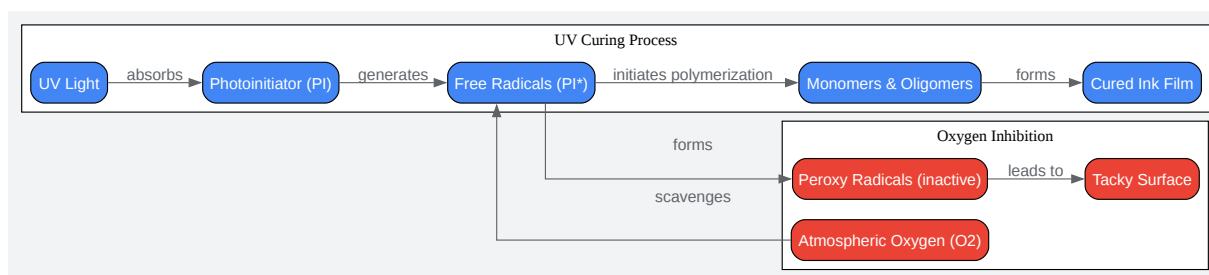 UV Curing Process
UV Light
absorbs
Photoinitiator (PI)
generates
Free Radicals (PI*)
initiates polymerization
Monomers & Oligomers
forms
Cured Ink Film
Oxygen Inhibition
forms
Peroxy Radicals (inactive)
leads to
Tacky Surface
scavenges
Atmospheric Oxygen (O2)